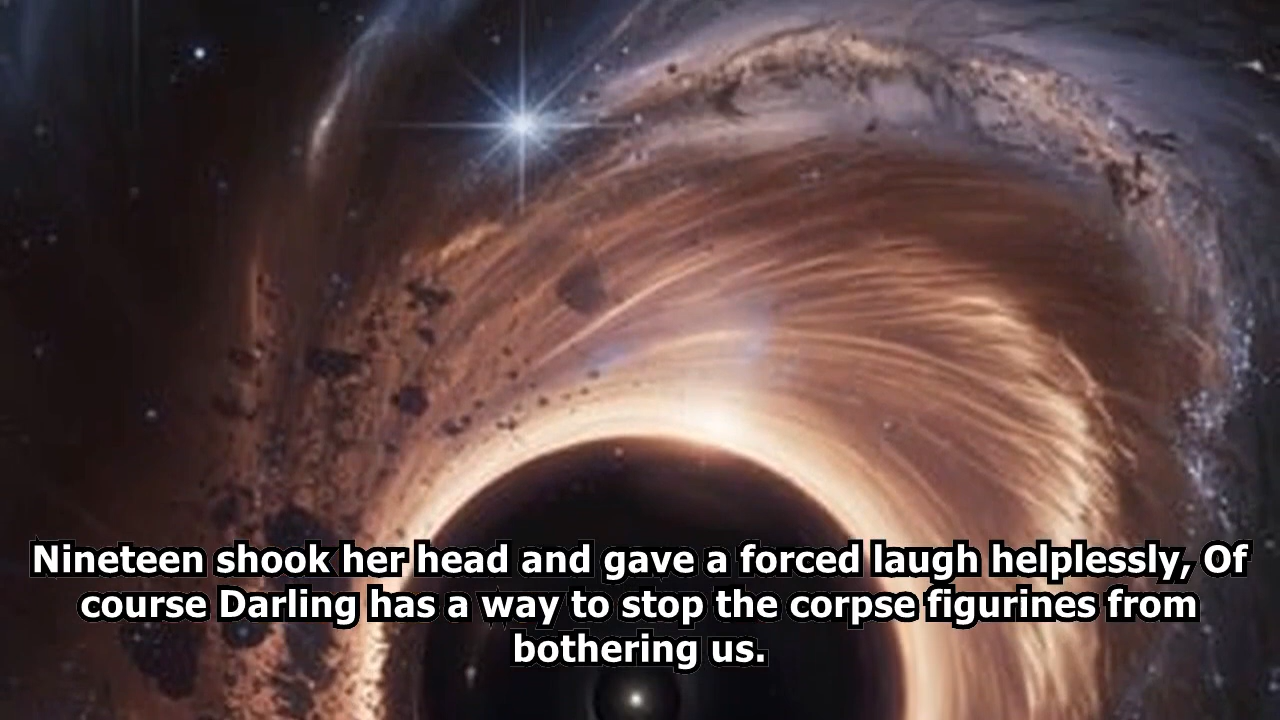 Nineteen shook her head and gave a forced laugh helplessly, Of
course Darling has a way to stop the corpse figurines from
bothering us.